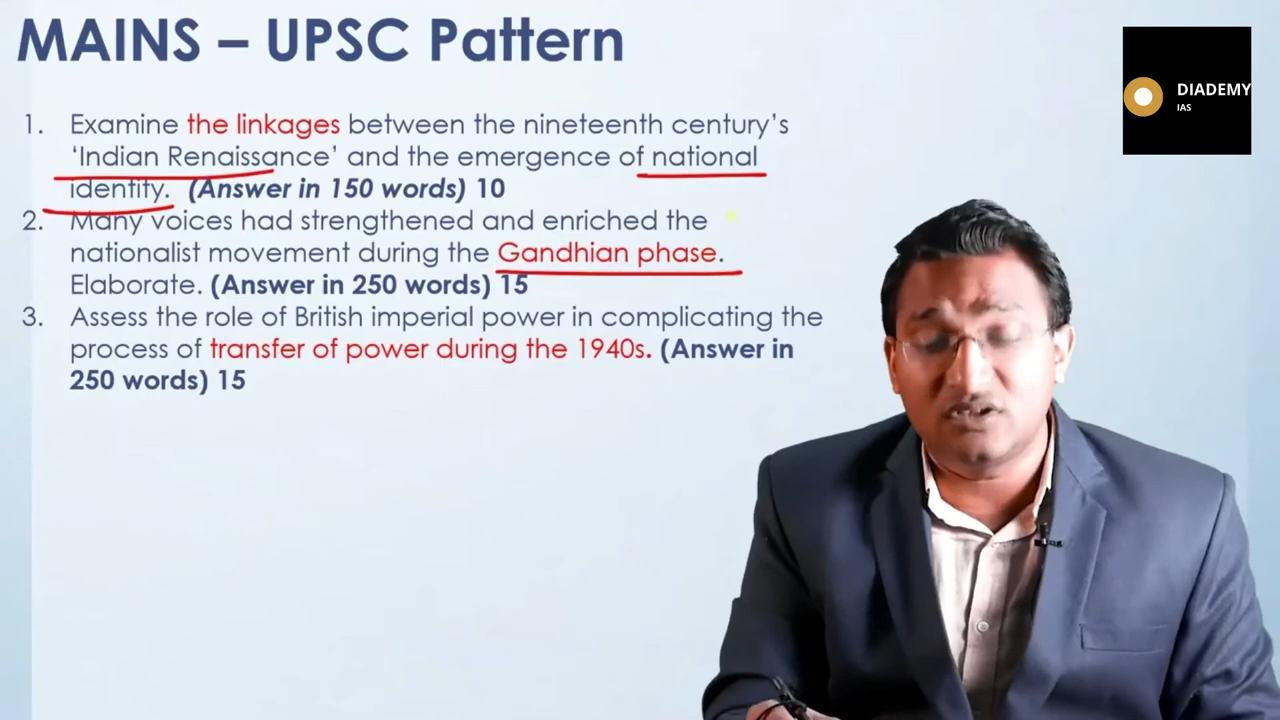 MAINS – UPSC Pattern
DIADEMY
IAS
1. Examine the linkages between the nineteenth century’s
‘Indian Renaissance’ and the emergence of national
identity. (Answer in 150 words) 10
2. Many voices had strengthened and enriched the
nationalist movement during the Gandhian phase.
Elaborate. (Answer in 250 words) 15
3. Assess the role of British imperial power in complicating the
process of transfer of power during the 1940s. (Answer in
250 words) 15